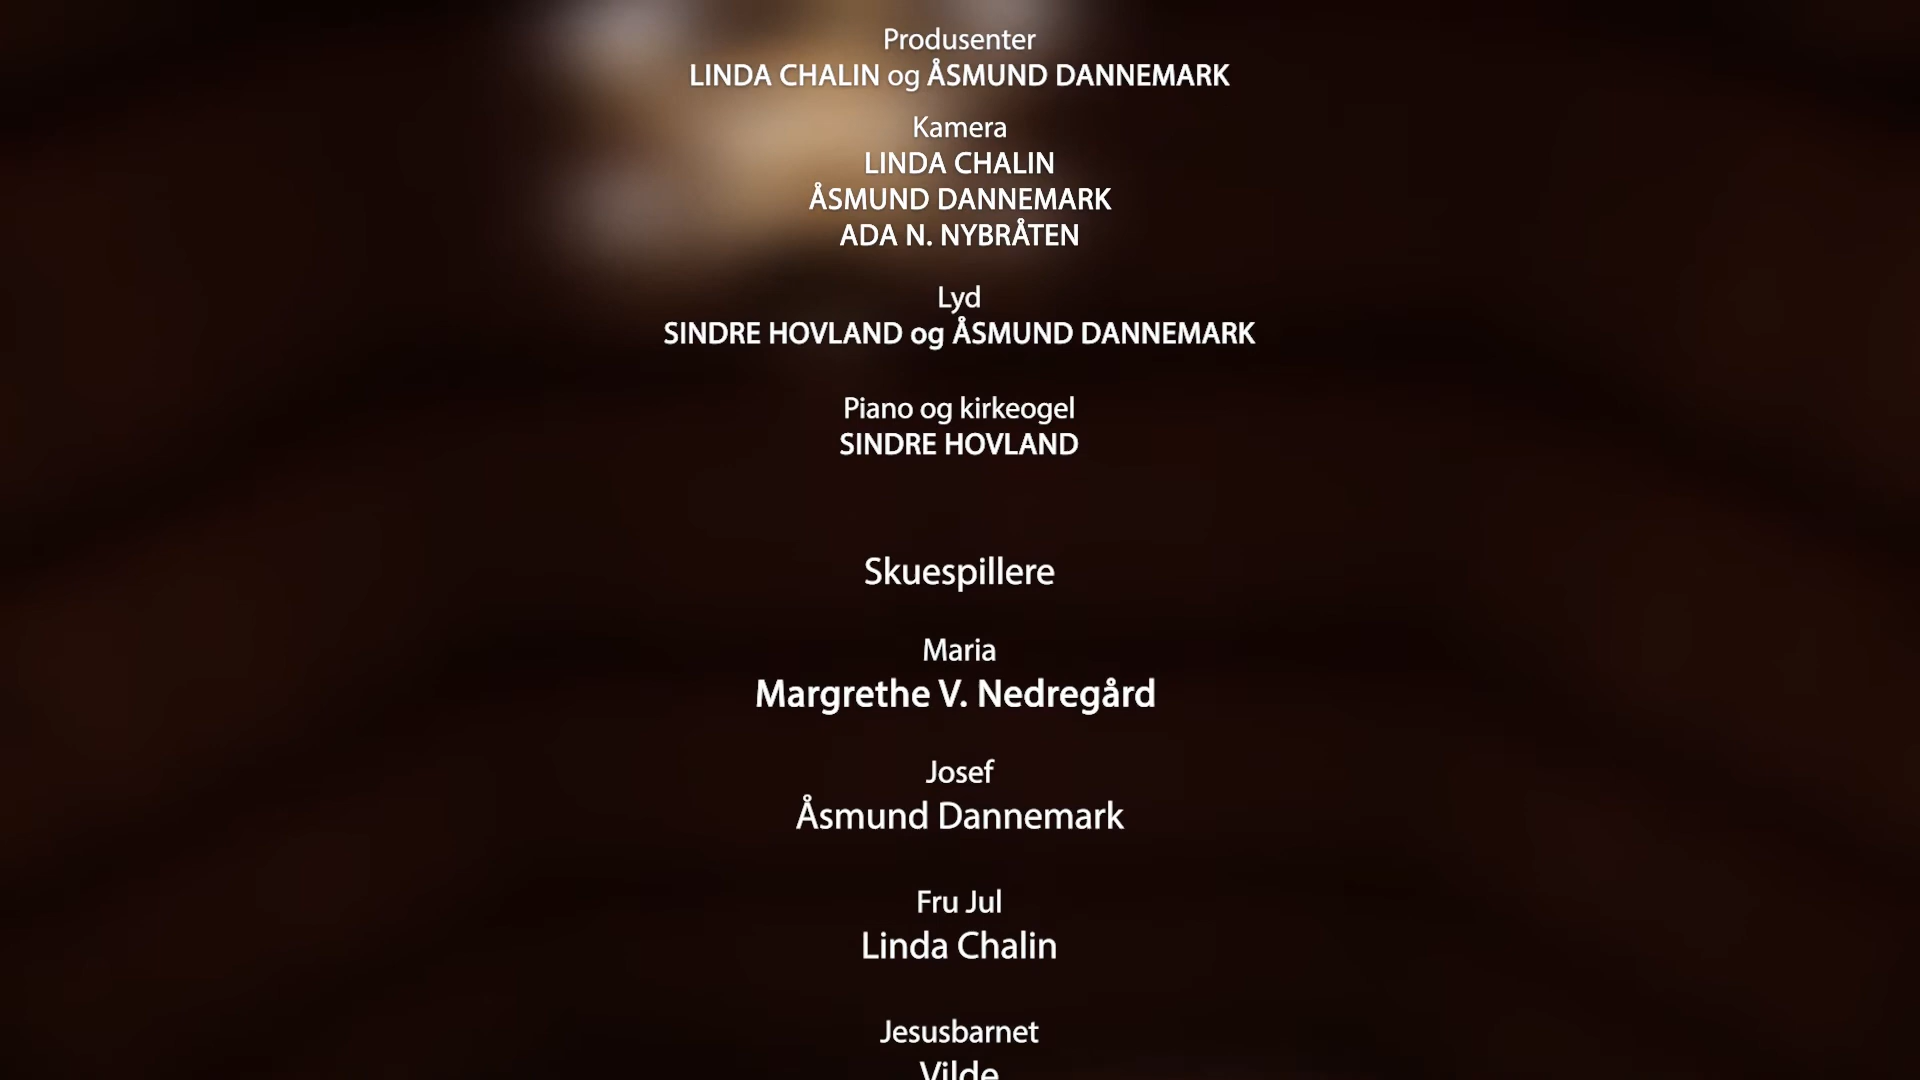 Produsenter
LINDA CHALIN og ÅSMUND DANNEMARK
Kamera
LINDA CHALIN
ÅSMUND DANNEMARK
ADA N. NYBRÅTEN
Lyd
SINDRE HOVLAND og ÅSMUND DANNEMARK
Piano og kirkeogel
SINDRE HOVLAND
Skuespillere
Maria
Margrethe V. Nedregård
Josef
Åsmund Dannemark
Fru Jul
Linda Chalin
Jesusbarnet
Vilde